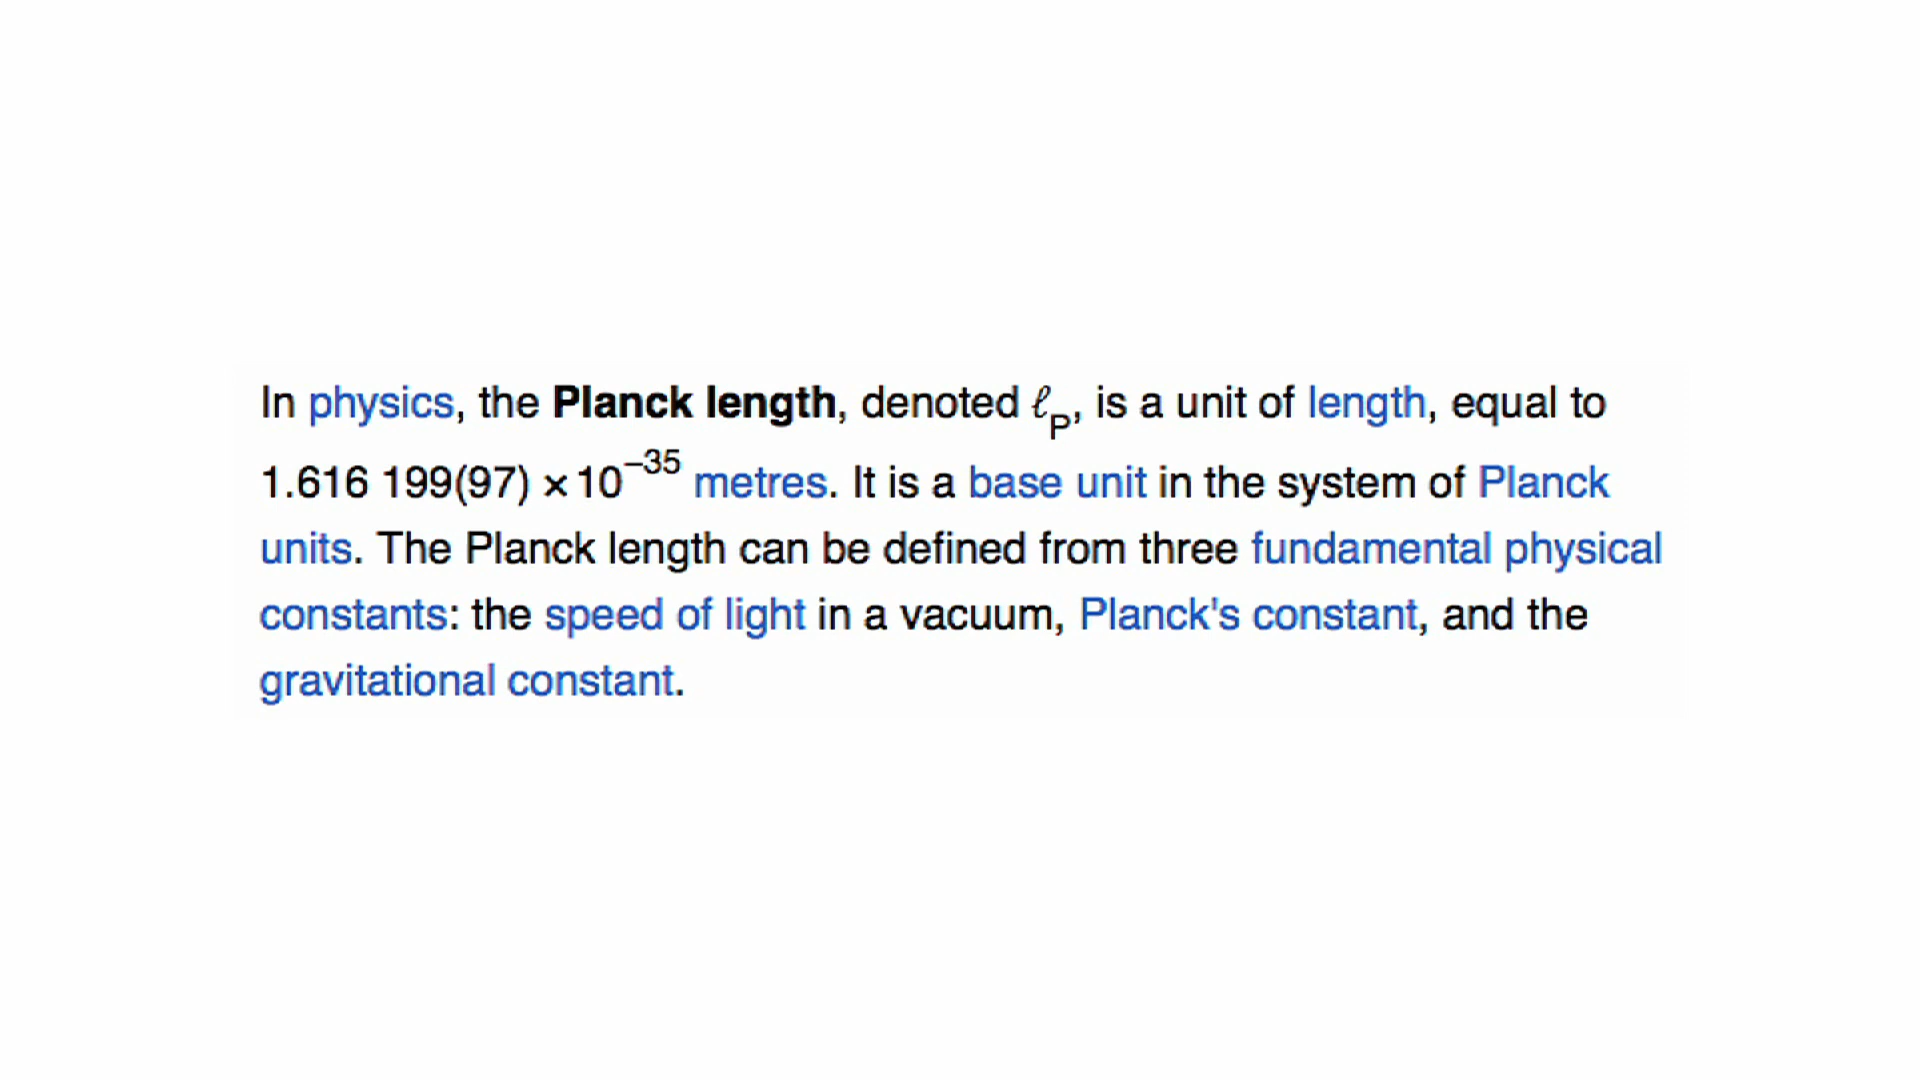 In physics, the Planck length, denoted ℓP, is a unit of length, equal to
1.616 199(97) ×10−35 metres. It is a base unit in the system of Planck
units. The Planck length can be defined from three fundamental physical
constants: the speed of light in a vacuum, Planck's constant, and the
gravitational constant.